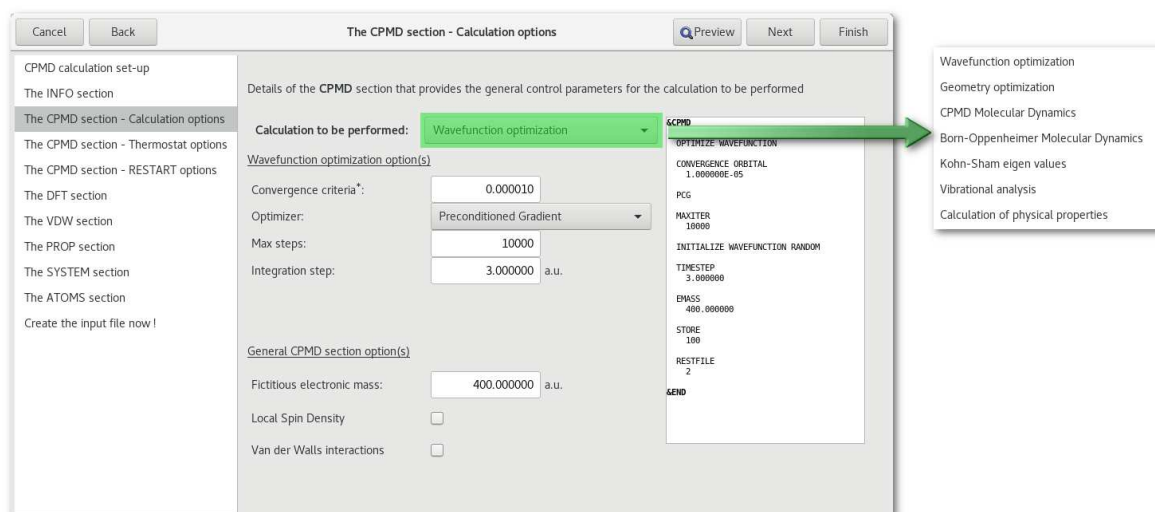 Cancel
Back
The CPMD section - Calculation options
Preview
Next
Finish
CPMD calculation set-up
The INFO section
The CPMD section - Calculation options
The CPMD section - Thermostat options
The CPMD section - RESTART options
The DFT section
The VDW section
The PROP section
The SYSTEM section
The ATOMS section
Create the input file now !
Details of the CPMD section that provides the general control parameters for the calculation to be performed
Calculation to be performed: Wavefunction optimization
Wavefunction optimization option(s)
Convergence criteria*: 0.000010
Optimizer: Preconditioned Gradient
Max steps: 10000
Integration step: 3.000000 a.u.
General CPMD section option(s)
Fictitious electronic mass: 400.000000 a.u.
Local Spin Density
Van der Walls interactions
&CPMD
OPTIMIZE WAVEFUNCTION
CONVERGENCE ORBITAL
1.000000E-05
PCG
MAXITER
10000
INITIALIZE WAVEFUNCTION RANDOM
TIMESTEP
3.000000
EMASS
400.000000
STORE
100
RESTFILE
2
&END
Wavefunction optimization
Geometry optimization
CPMD Molecular Dynamics
Born-Oppenheimer Molecular Dynamics
Kohn-Sham eigen values
Vibrational analysis
Calculation of physical properties